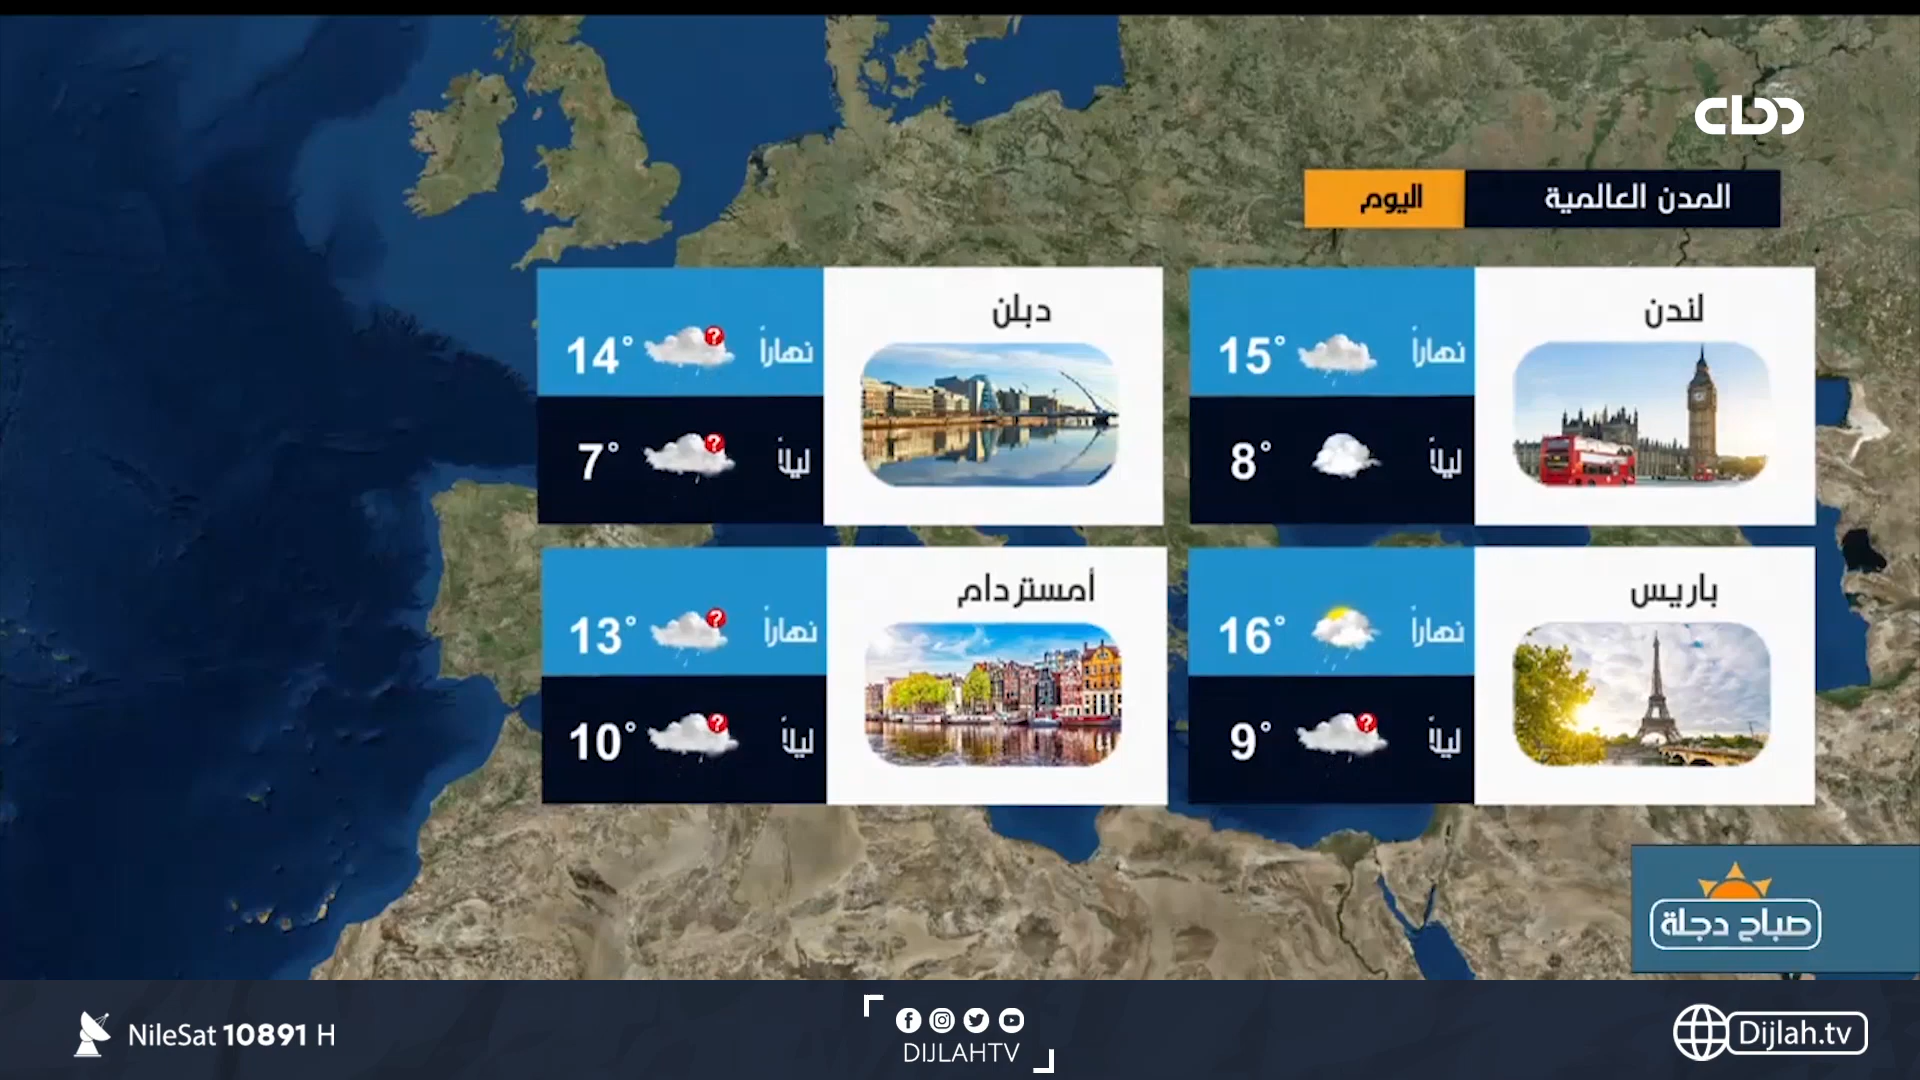 دجلة
المدن العالمية اليوم
لندن
نهاراً 15°
ليلاً 8°
دبلن
نهاراً 14°
ليلاً 7°
باريس
نهاراً 16°
ليلاً 9°
أمستردام
نهاراً 13°
ليلاً 10°
صباح دجلة
NileSat 10891 H
DIJLAHTV
Dijlah.tv